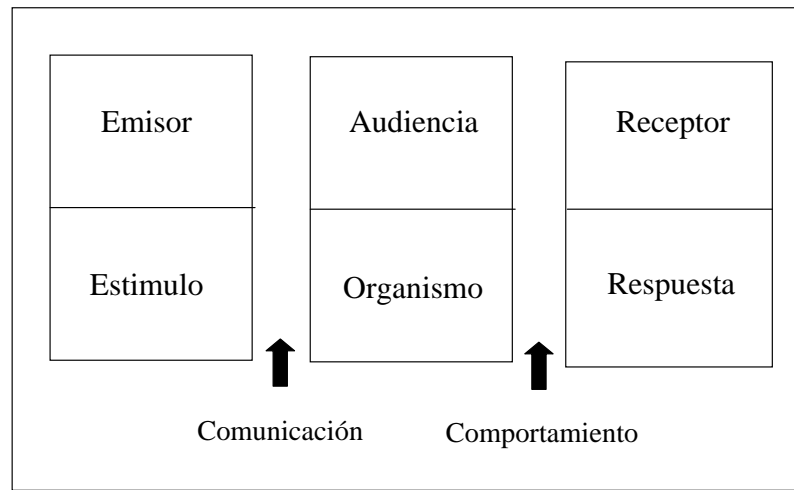 Emisor
Audiencia
Receptor
Estimulo
Organismo
Respuesta
Comunicación
Comportamiento